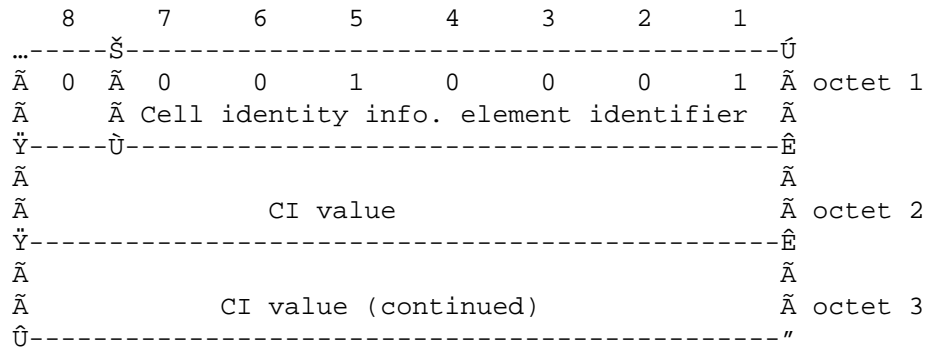 8 7 6 5 4 3 2 1
…-----Š-----------------------------------------Ú
Ã 0 Ã 0 0 1 0 0 0 1 Ã octet 1
Ã Ã Cell identity info. element identifier Ã
Ÿ-----Ù-----------------------------------------Ê
Ã Ã
Ã CI value Ã octet 2
Ÿ-----------------------------------------------Ê
Ã Ã
Ã CI value (continued) Ã octet 3
Û-----------------------------------------------”